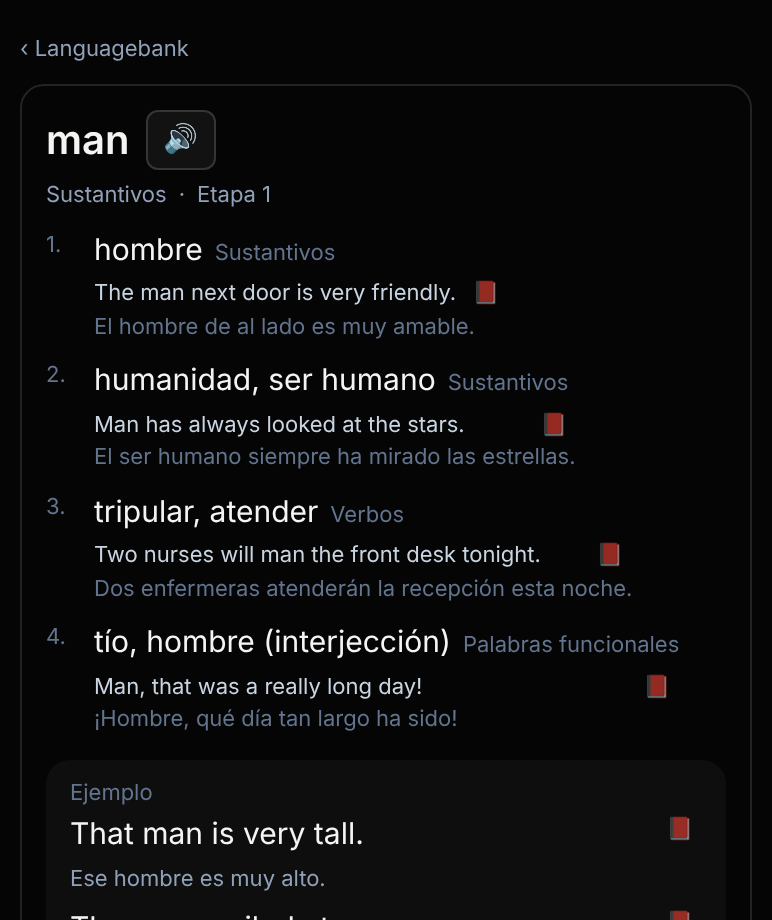 ‹ Languagebank
man
Sustantivos · Etapa 1
1. hombre Sustantivos
The man next door is very friendly.
El hombre de al lado es muy amable.
2. humanidad, ser humano Sustantivos
Man has always looked at the stars.
El ser humano siempre ha mirado las estrellas.
3. tripular, atender Verbos
Two nurses will man the front desk tonight.
Dos enfermeras atenderán la recepción esta noche.
4. tío, hombre (interjección) Palabras funcionales
Man, that was a really long day!
¡Hombre, qué día tan largo ha sido!
Ejemplo
That man is very tall.
Ese hombre es muy alto.